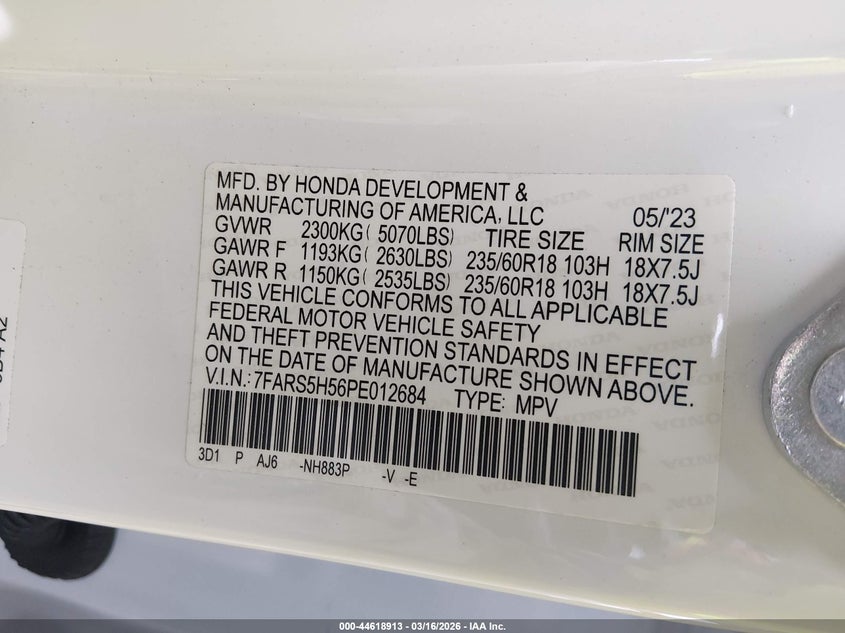 MFD. BY HONDA DEVELOPMENT &
MANUFACTURING OF AMERICA, LLC 05/'23
GVWR 2300KG( 5070LBS) TIRE SIZE RIM SIZE
GAWR F 1193KG( 2630LBS) 235/60R18 103H 18X7.5J
GAWR R 1150KG( 2535LBS) 235/60R18 103H 18X7.5J
THIS VEHICLE CONFORMS TO ALL APPLICABLE
FEDERAL MOTOR VEHICLE SAFETY
AND THEFT PREVENTION STANDARDS IN EFFECT
ON THE DATE OF MANUFACTURE SHOWN ABOVE.
V.I.N.:7FARS5H56PE012684 TYPE: MPV
3D1 P AJ6 -NH883P -V -E
000-44618913 - 03/16/2026 - IAA Inc.